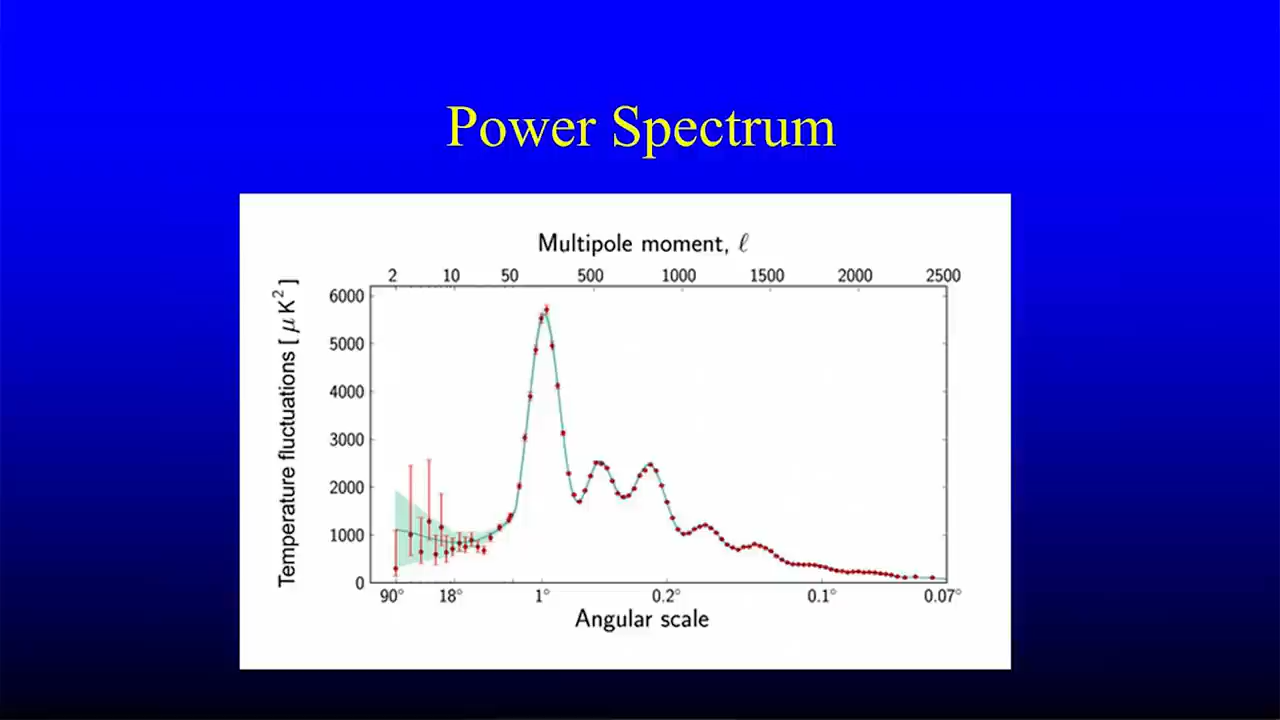 Power Spectrum
Multipole moment, ℓ
2 10 50 500 1000 1500 2000 2500
Temperature fluctuations [ μ K²]
6000
5000
4000
3000
2000
1000
0
90° 18° 1° 0.2° 0.1° 0.07°
Angular scale